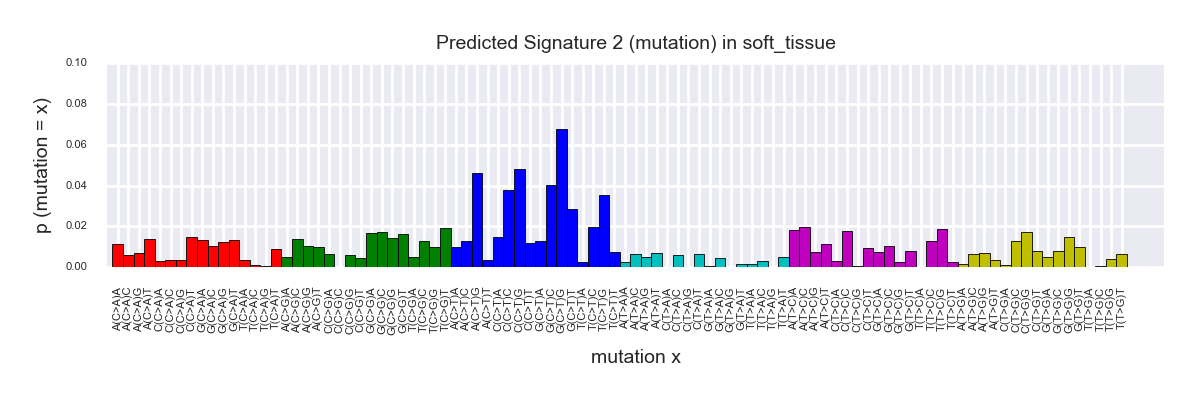 Predicted Signature 2 (mutation) in soft_tissue
p (mutation = x)
0.10
0.08
0.06
0.04
0.02
0.00
A(C>A)A
A(C>A)C
A(C>A)G
A(C>A)T
C(C>A)A
C(C>A)C
C(C>A)G
C(C>A)T
G(C>A)A
G(C>A)C
G(C>A)G
G(C>A)T
T(C>A)A
T(C>A)C
T(C>A)G
T(C>A)T
A(C>G)A
A(C>G)C
A(C>G)G
A(C>G)T
C(C>G)A
C(C>G)C
C(C>G)G
C(C>G)T
G(C>G)A
G(C>G)C
G(C>G)G
G(C>G)T
T(C>G)A
T(C>G)C
T(C>G)G
T(C>G)T
A(C>T)A
A(C>T)C
A(C>T)G
A(C>T)T
C(C>T)A
C(C>T)C
C(C>T)G
C(C>T)T
G(C>T)A
G(C>T)C
G(C>T)G
G(C>T)T
T(C>T)A
T(C>T)C
T(C>T)G
T(C>T)T
A(T>A)A
A(T>A)C
A(T>A)G
A(T>A)T
C(T>A)A
C(T>A)C
C(T>A)G
C(T>A)T
G(T>A)A
G(T>A)C
G(T>A)G
G(T>A)T
T(T>A)A
T(T>A)C
T(T>A)G
T(T>A)T
A(T>C)A
A(T>C)C
A(T>C)G
A(T>C)T
C(T>C)A
C(T>C)C
C(T>C)G
C(T>C)T
G(T>C)A
G(T>C)C
G(T>C)G
G(T>C)T
T(T>C)A
T(T>C)C
T(T>C)G
T(T>C)T
A(T>G)A
A(T>G)C
A(T>G)G
A(T>G)T
C(T>G)A
C(T>G)C
C(T>G)G
C(T>G)T
G(T>G)A
G(T>G)C
G(T>G)G
G(T>G)T
T(T>G)A
T(T>G)C
T(T>G)G
T(T>G)T
mutation x